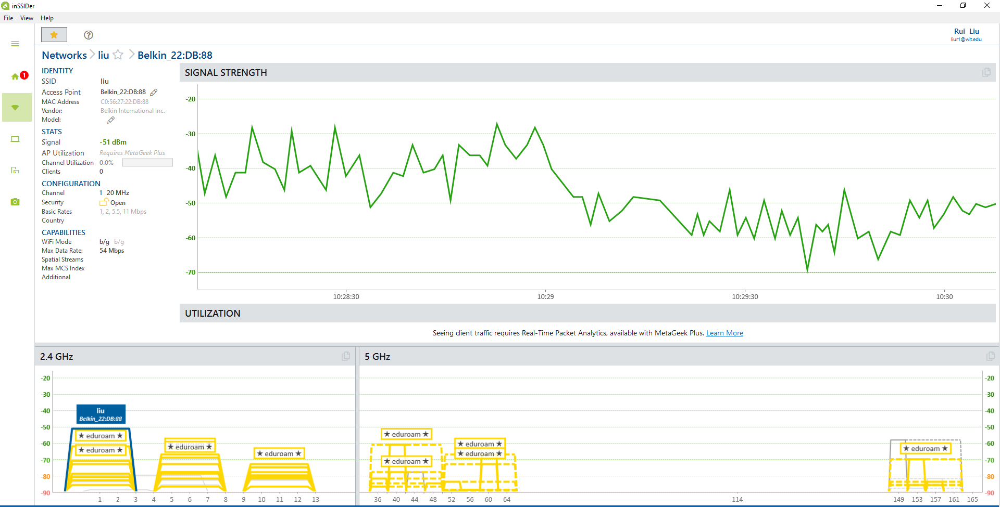 inSSIDer
File View Help
Rui Liu
liur1@wit.edu
Networks liu Belkin_22:DB:88
1
IDENTITY
SSID liu
Access Point Belkin_22:DB:88
MAC Address C0:56:27:22:DB:88
Vendor: Belkin International Inc.
Model:
STATS
Signal -51 dBm
AP Utilization Requires MetaGeek Plus
Channel Utilization 0.0%
Clients 0
CONFIGURATION
Channel 1 20 MHz
Security Open
Basic Rates 1, 2, 5.5, 11 Mbps
Country
CAPABILITIES
WiFi Mode b/g b/g
Max Data Rate: 54 Mbps
Spatial Streams
Max MCS Index
Additional
SIGNAL STRENGTH
-20
-30
-40
-50
-60
-70
10:28:30 10:29 10:29:30 10:30
UTILIZATION
Seeing client traffic requires Real-Time Packet Analytics, available with MetaGeek Plus. Learn More
2.4 GHz
-20
-30
-40
-50
-60
-70
-80
-90
liu
Belkin_22:DB:88
★ eduroam ★
★ eduroam ★
★ eduroam ★
★ eduroam ★
1 2 3 4 5 6 7 8 9 10 11 12 13
5 GHz
★ eduroam ★
★ eduroam ★
★ eduroam ★
★ eduroam ★
★ eduroam ★
-20
-30
-40
-50
-60
-70
-80
-90
36 40 44 48 52 56 60 64 114 149 153 157 161 165